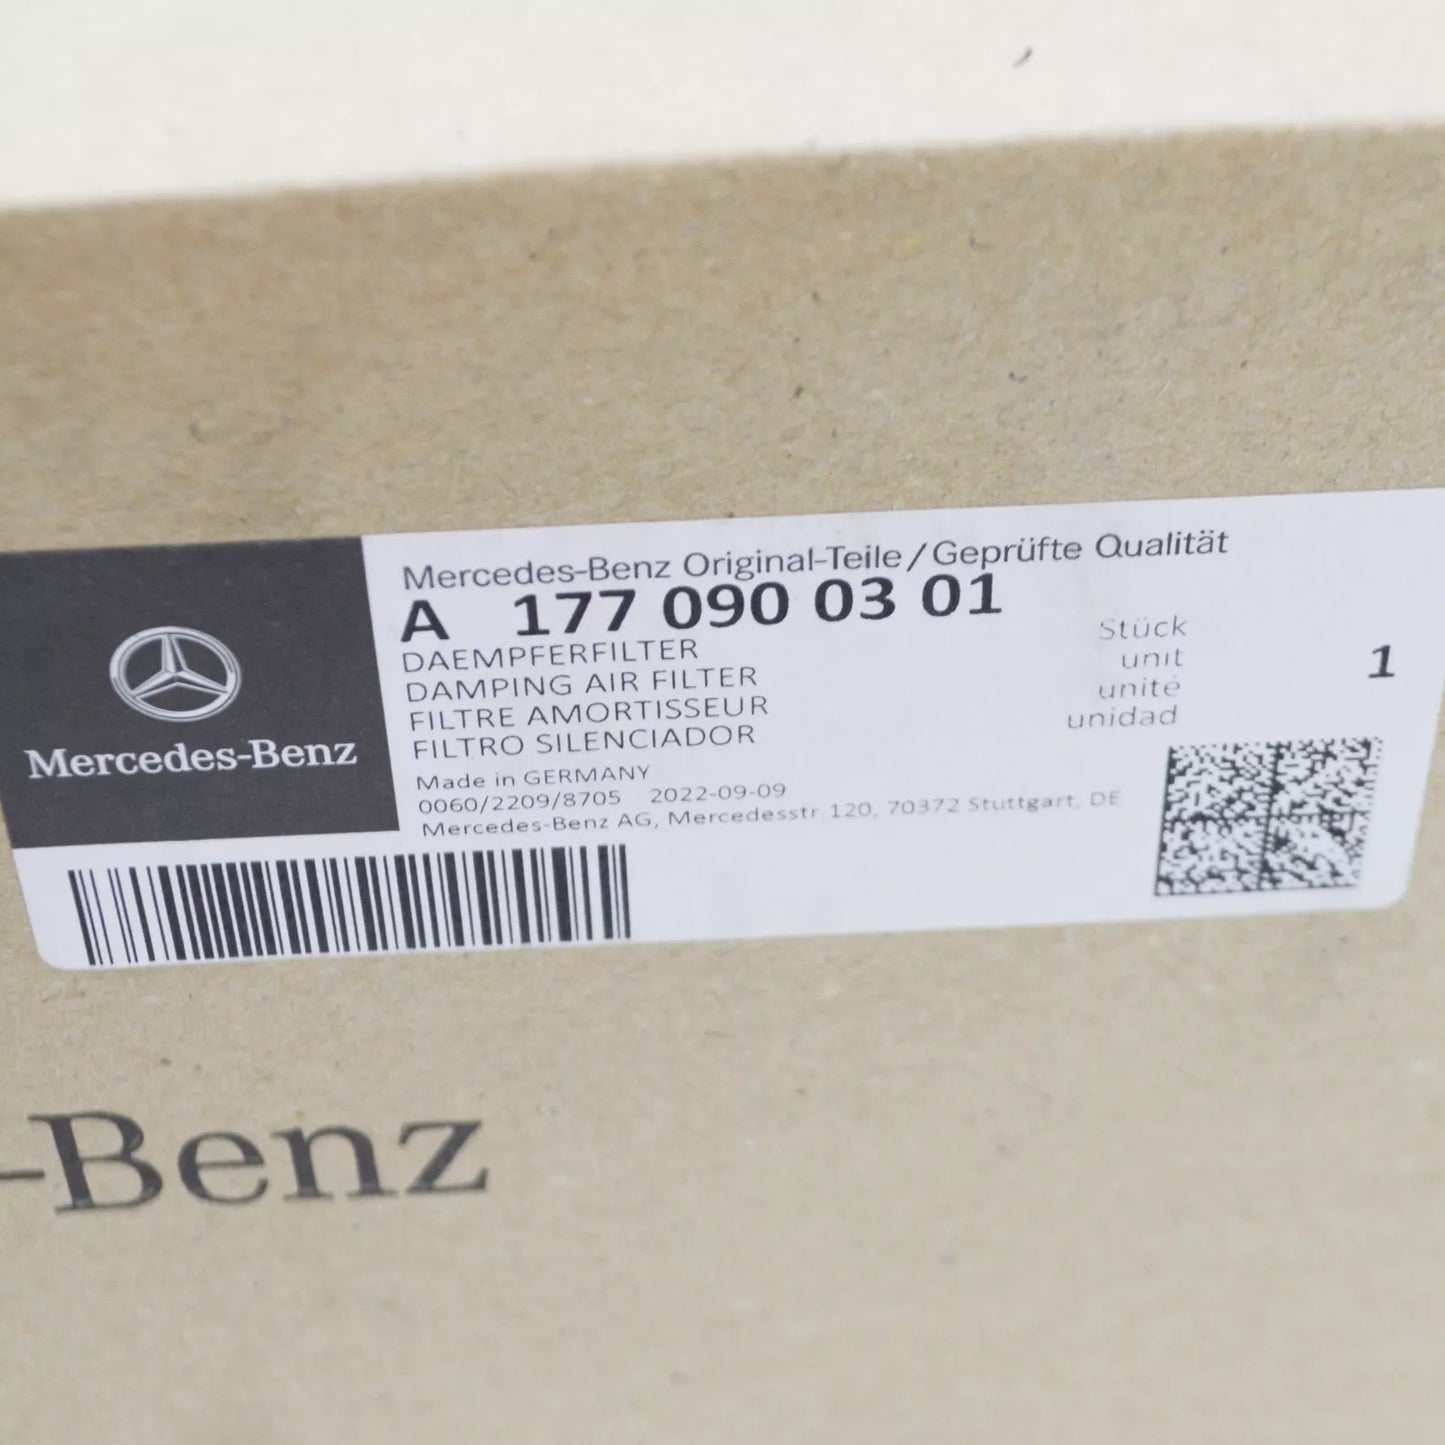 Mercedes-Benz
Mercedes-Benz Original-Teile/Geprüfte Qualität
A 177 090 03 01
DAEMPFERFILTER
DAMPING AIR FILTER
FILTRE AMORTISSEUR
FILTRO SILENCIADOR
Stück
unit
unité
unidad
1
Made in GERMANY
0060/2209/8705 2022-09-09
Mercedes-Benz AG, Mercedesstr 120, 70372 Stuttgart, DE
-Benz